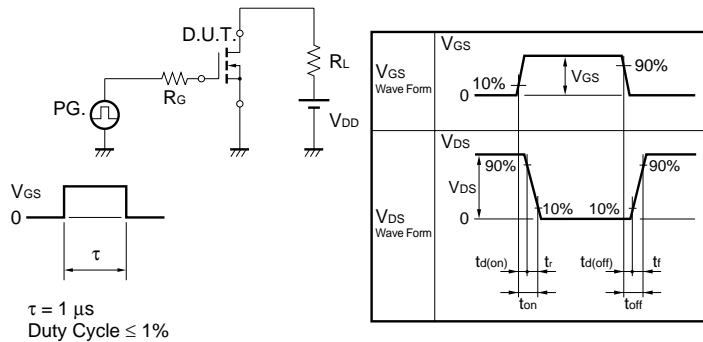 D.U.T.
RL
RG
PG.
VDD
VGS
0
τ
τ = 1 μs
Duty Cycle ≤ 1%
VGS
Wave Form
VGS
10%
VGS
90%
0
VDS
Wave Form
VDS
90%
VDS
10%
0
10%
90%
td(on)
tr
td(off)
tf
ton
toff